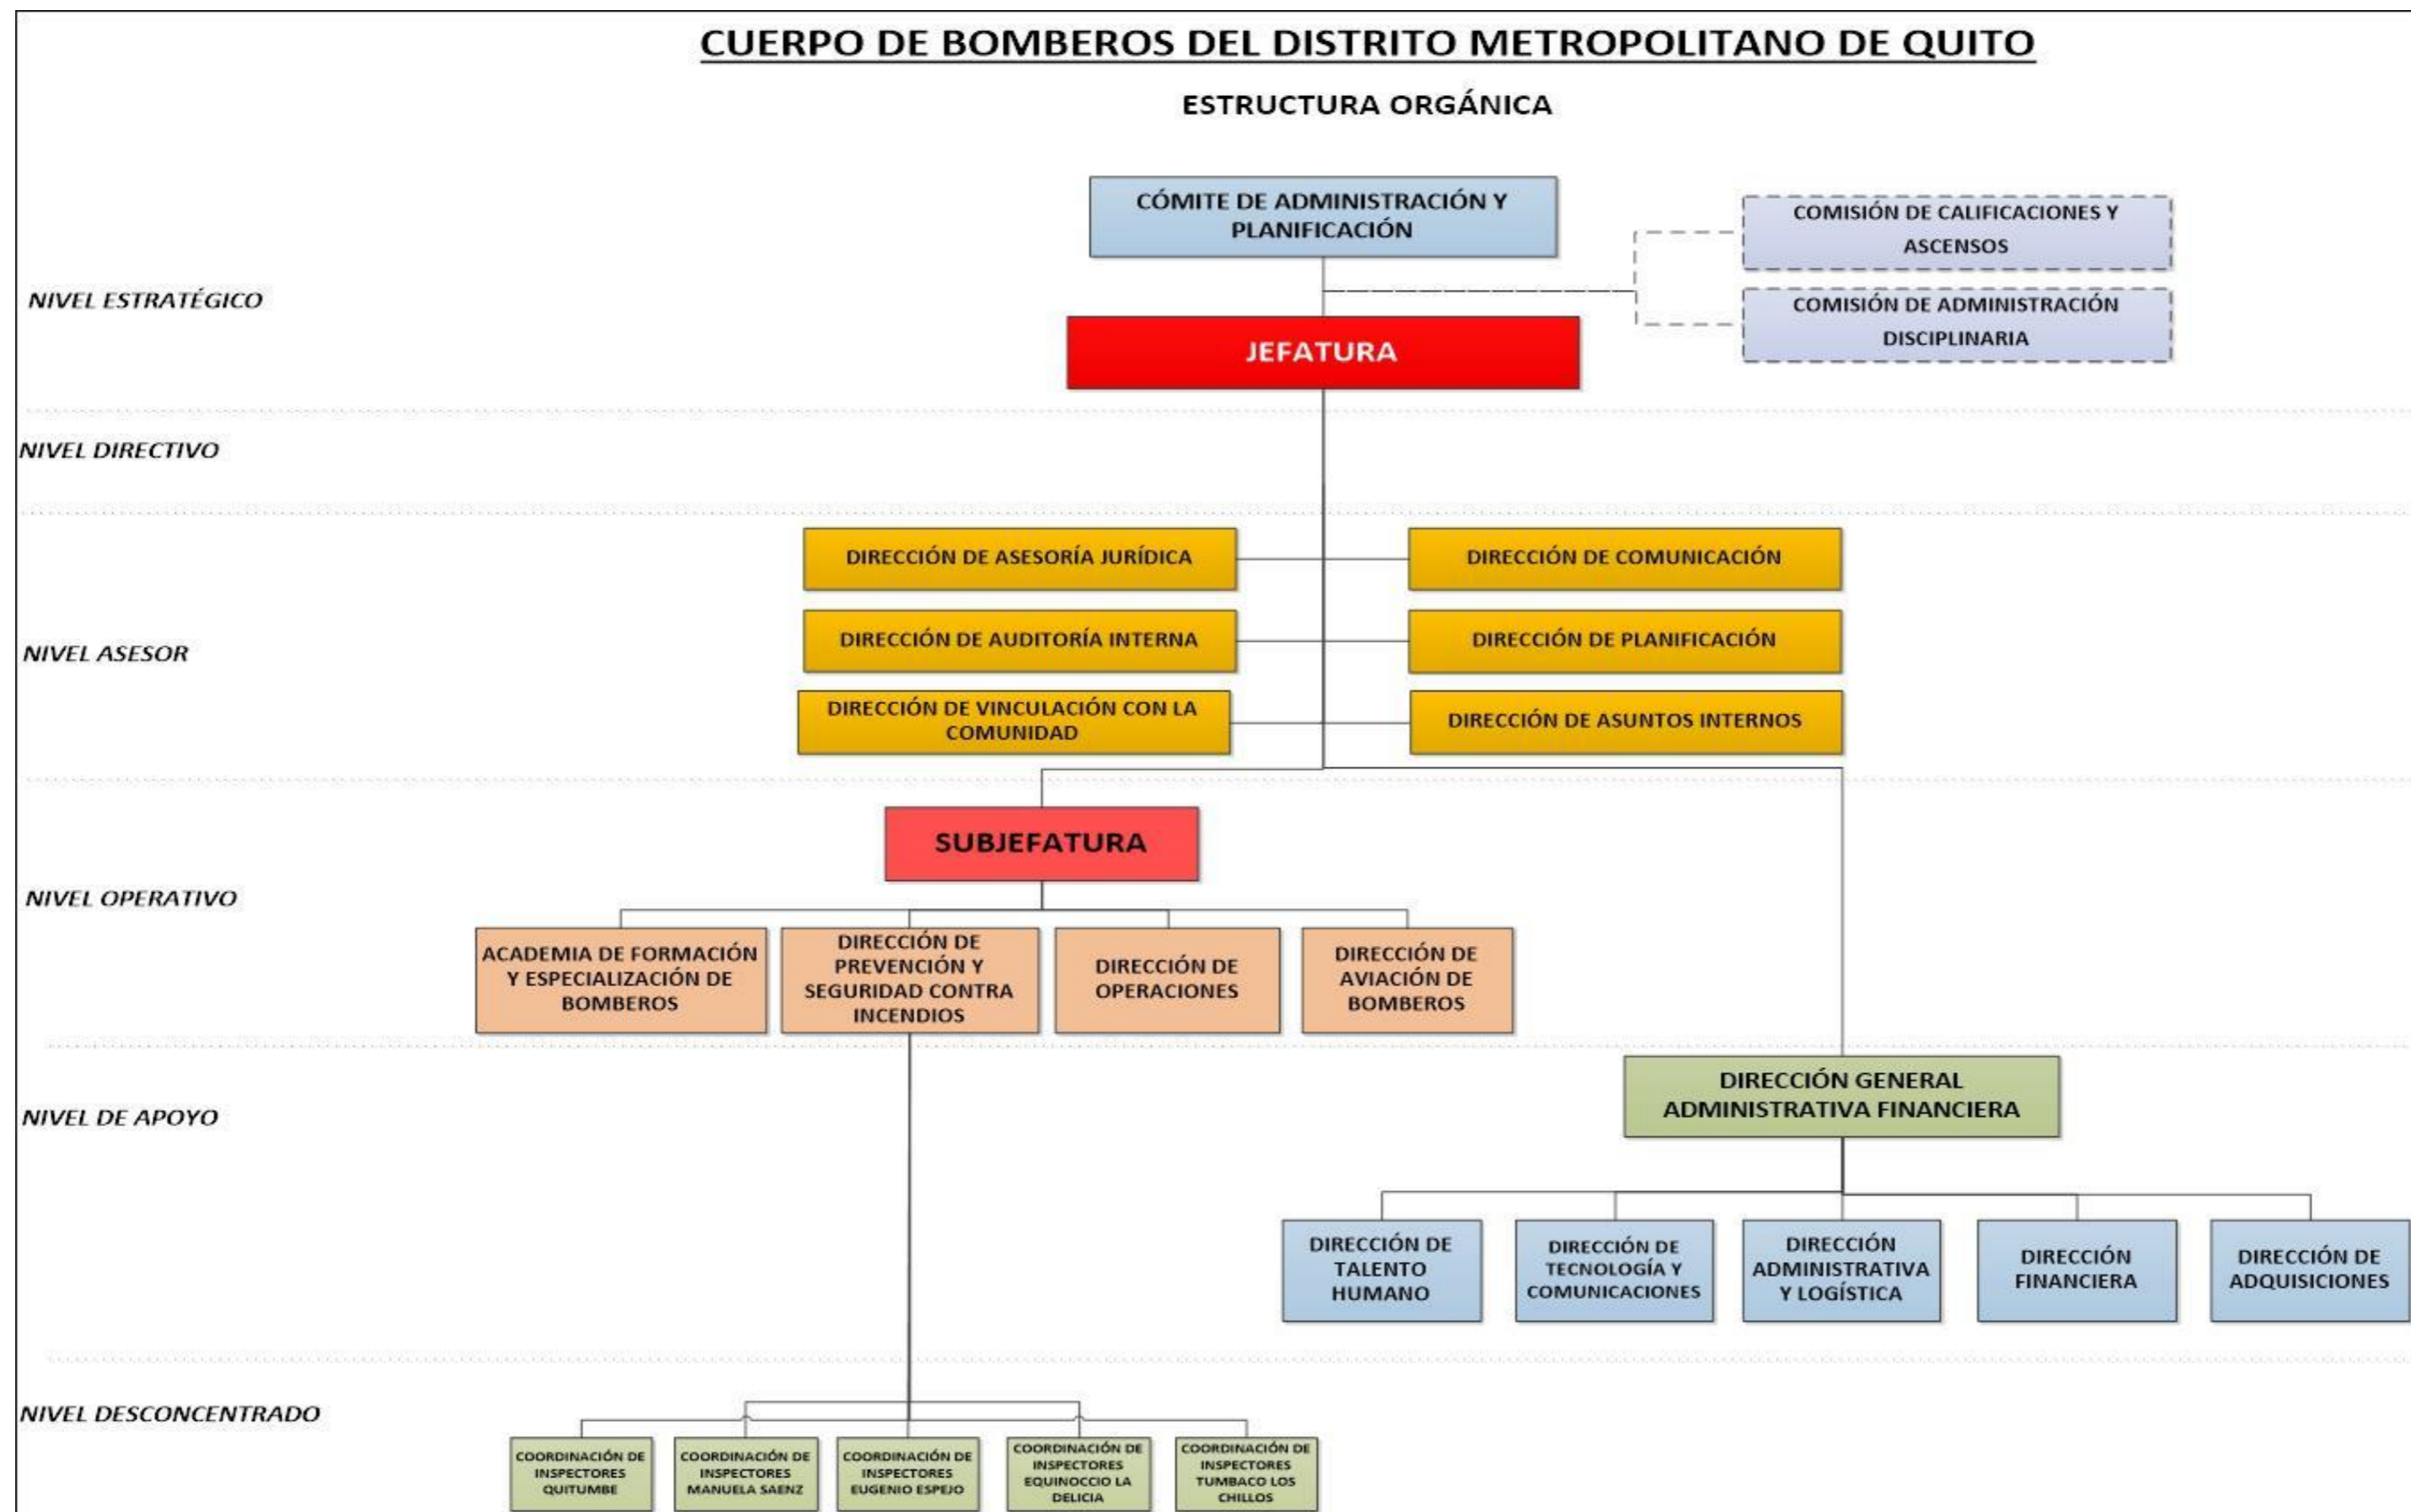 CUERPO DE BOMBEROS DEL DISTRITO METROPOLITANO DE QUITO
ESTRUCTURA ORGÁNICA
CÓMITE DE ADMINISTRACIÓN Y
PLANIFICACIÓN
COMISIÓN DE CALIFICACIONES Y
ASCENSOS
NIVEL ESTRATÉGICO
COMISIÓN DE ADMINISTRACIÓN
DISCIPLINARIA
JEFATURA
NIVEL DIRECTIVO
DIRECCIÓN DE ASESORÍA JURÍDICA
DIRECCIÓN DE COMUNICACIÓN
NIVEL ASESOR
DIRECCIÓN DE AUDITORÍA INTERNA
DIRECCIÓN DE PLANIFICACIÓN
DIRECCIÓN DE VINCULACIÓN CON LA
COMUNIDAD
DIRECCIÓN DE ASUNTOS INTERNOS
SUBJEFATURA
NIVEL OPERATIVO
ACADEMIA DE FORMACIÓN
Y ESPECIALIZACIÓN DE
BOMBEROS
DIRECCIÓN DE
PREVENCIÓN Y
SEGURIDAD CONTRA
INCENDIOS
DIRECCIÓN DE
OPERACIONES
DIRECCIÓN DE
AVIACIÓN DE
BOMBEROS
NIVEL DE APOYO
DIRECCIÓN GENERAL
ADMINISTRATIVA FINANCIERA
DIRECCIÓN DE
TALENTO
HUMANO
DIRECCIÓN DE
TECNOLOGÍA Y
COMUNICACIONES
DIRECCIÓN
ADMINISTRATIVA
Y LOGÍSTICA
DIRECCIÓN
FINANCIERA
DIRECCIÓN DE
ADQUISICIONES
NIVEL DESCONCENTRADO
COORDINACIÓN DE
INSPECTORES
QUITUMBE
COORDINACIÓN DE
INSPECTORES
MANUELA SAENZ
COORDINACIÓN DE
INSPECTORES
EUGENIO ESPEJO
COORDINACIÓN DE
INSPECTORES
EQUINOCCIO LA
DELICIA
COORDINACIÓN DE
INSPECTORES
TUMBACO LOS
CHILLOS